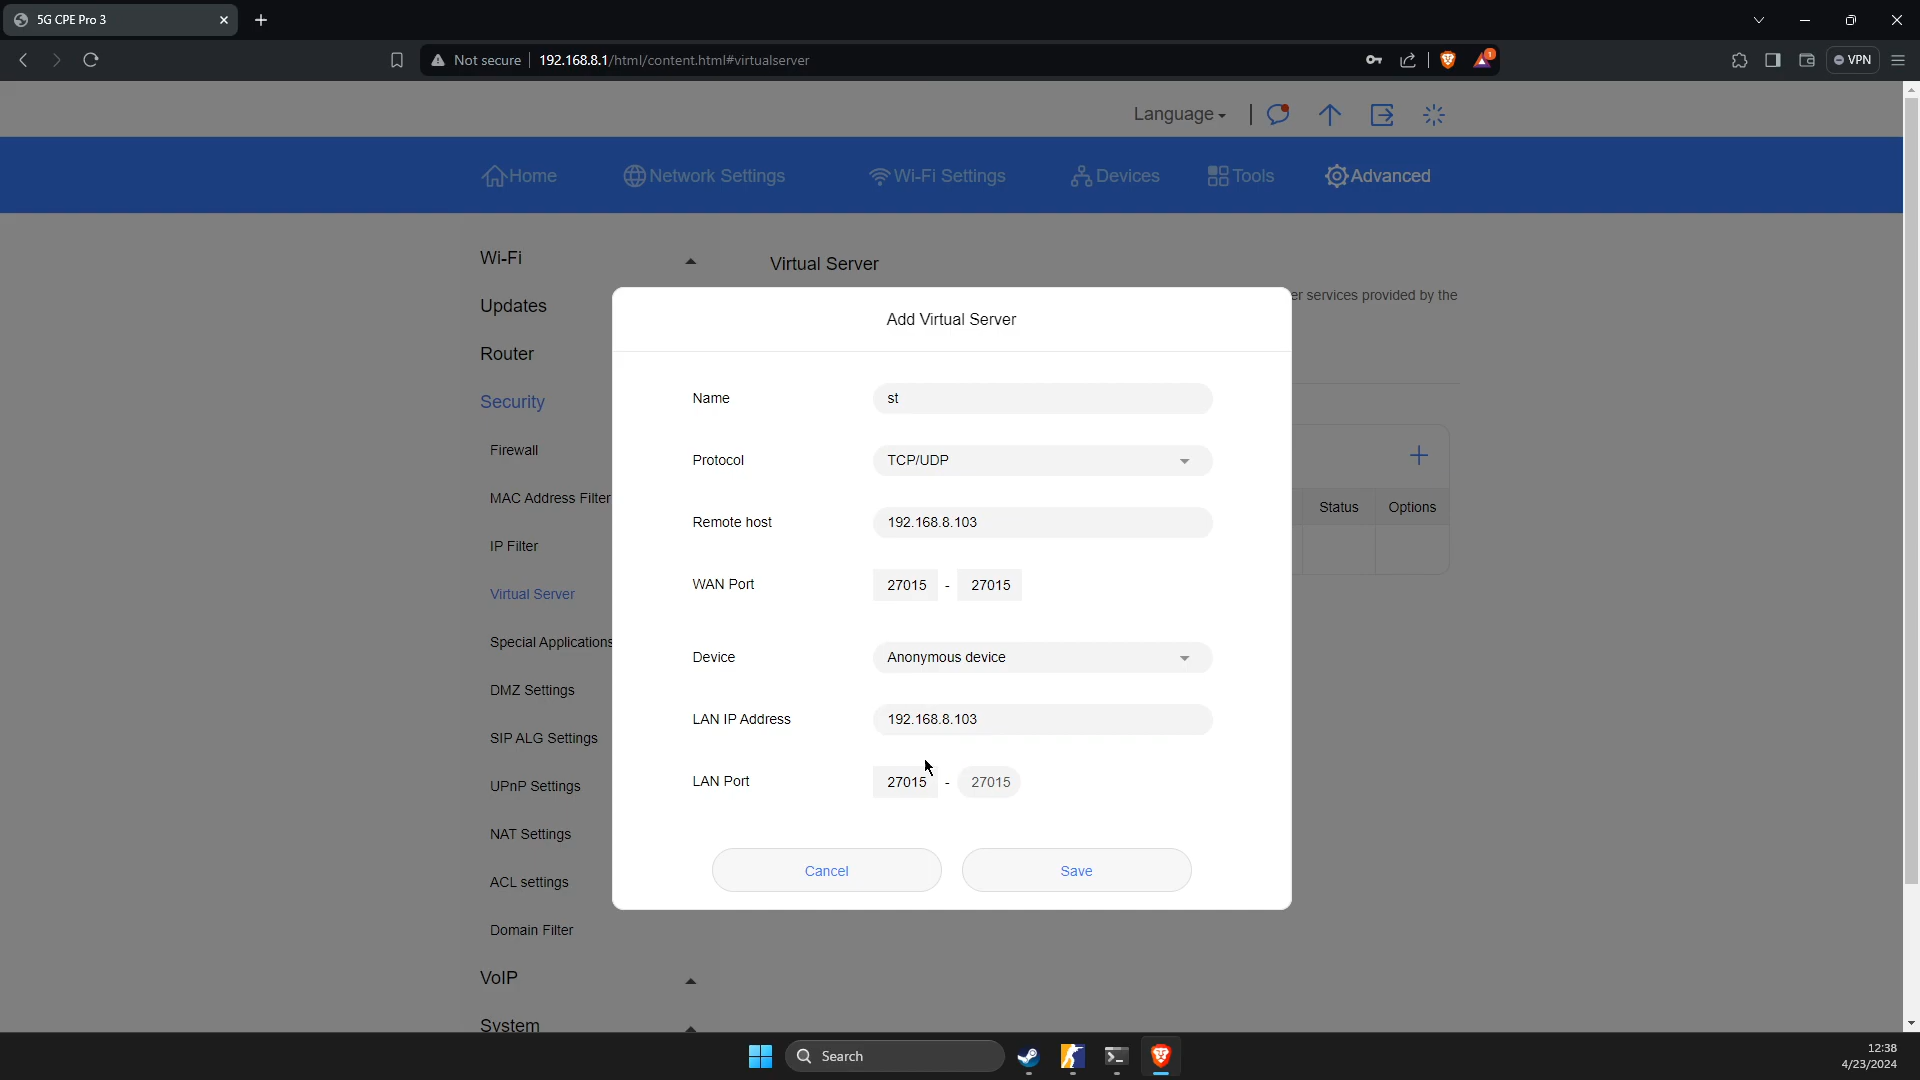 5G CPE Pro 3
Not secure 192.168.8.1/html/content.html#virtualserver
1
VPN
Language
Home Network Settings Wi-Fi Settings Devices Tools Advanced
Wi-Fi
Virtual Server
er services provided by the
Updates
Router
Security
Firewall
MAC Address Filter
IP Filter
Virtual Server
Special Applications
DMZ Settings
SIP ALG Settings
UPnP Settings
NAT Settings
ACL settings
Domain Filter
VoIP
System
Status Options
Add Virtual Server
Name st
Protocol TCP/UDP
Remote host 192.168.8.103
WAN Port 27015 - 27015
Device Anonymous device
LAN IP Address 192.168.8.103
LAN Port 27015 - 27015
Cancel Save
Search
12:38
4/23/2024